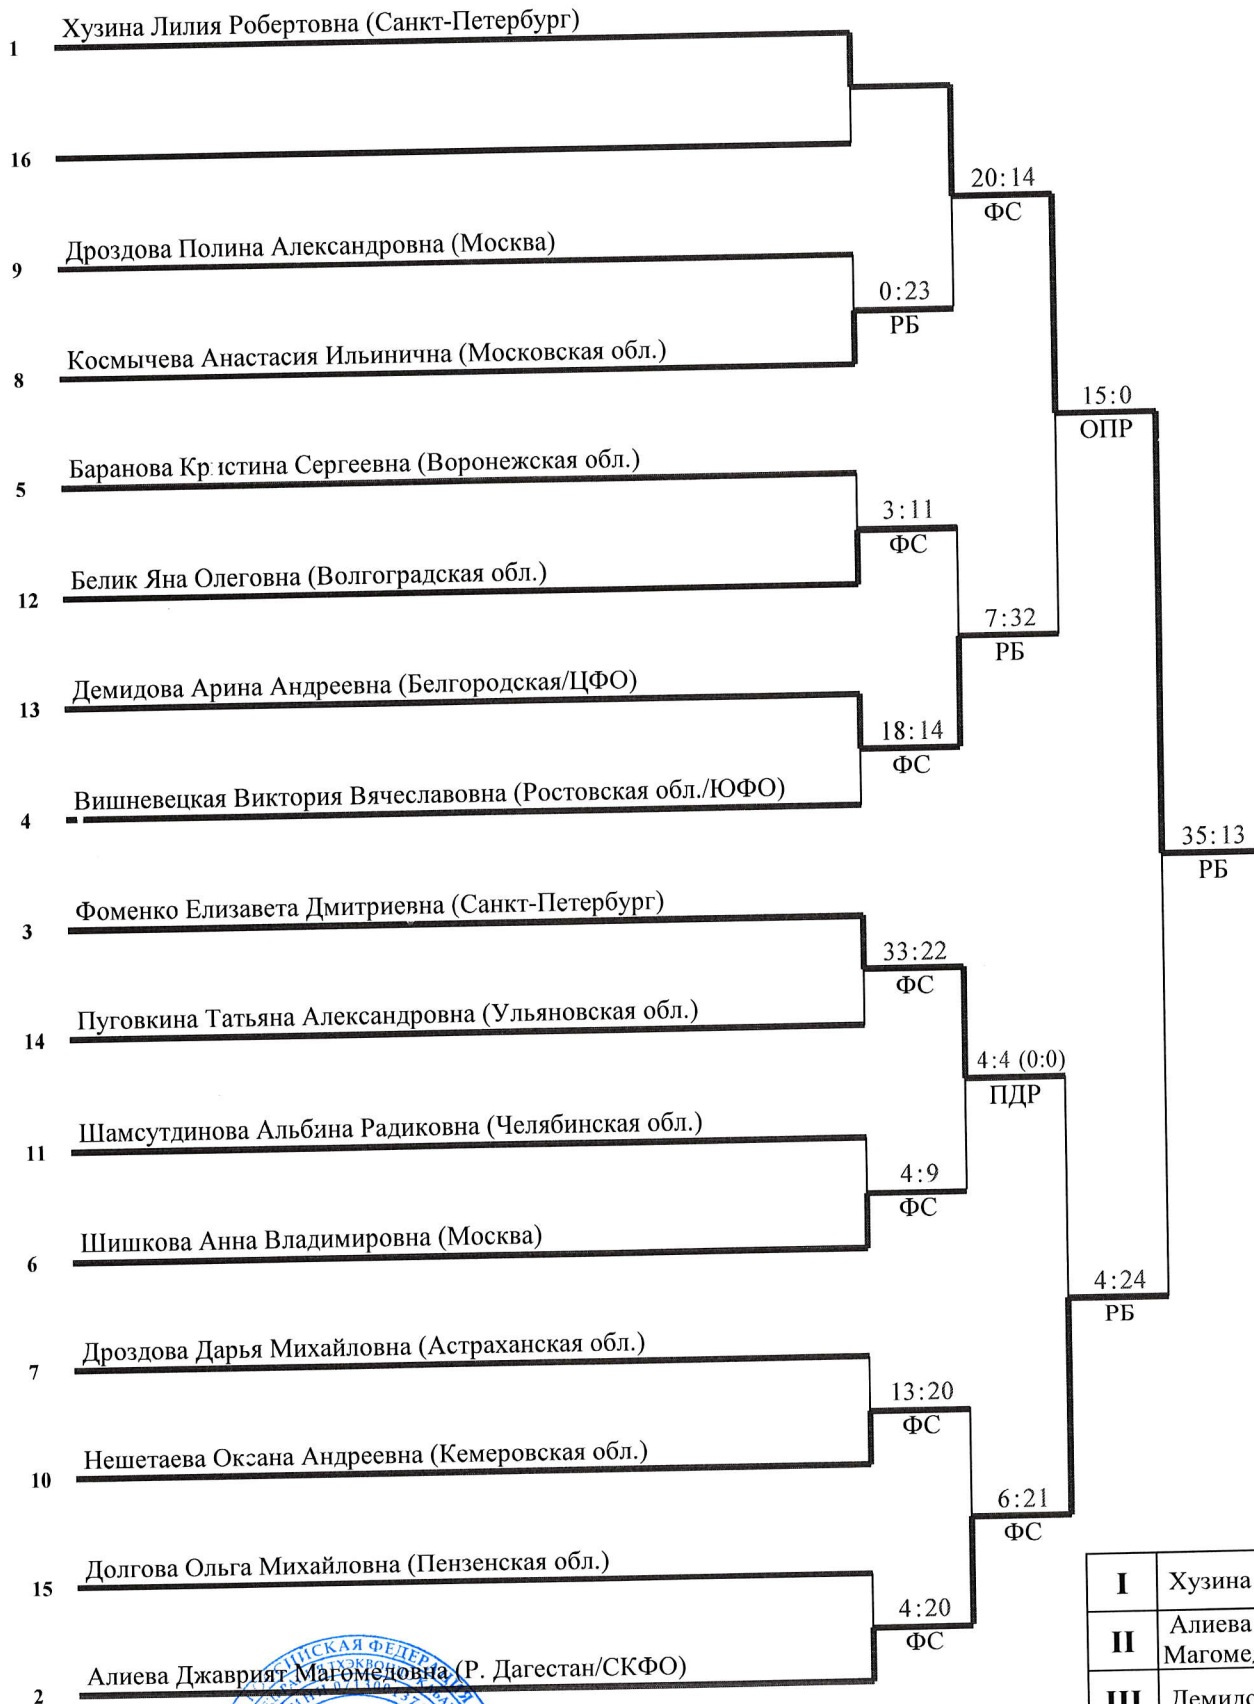 Хузина Лилия Робертовна (Санкт-Петербург)
1
16
20:14
ФС
Дроздова Полина Александровна (Москва)
9
0:23
РБ
Космычева Анастасия Ильинична (Московская обл.)
8
15:0
ОПР
Баранова Кристина Сергеевна (Воронежская обл.)
5
3:11
ФС
Белик Яна Олеговна (Волгоградская обл.)
12
7:32
РБ
Демидова Арина Андреевна (Белгородская/ЦФО)
13
18:14
ФС
Вишневецкая Виктория Вячеславовна (Ростовская обл./ЮФО)
4
35:13
РБ
Фоменко Елизавета Дмитриевна (Санкт-Петербург)
3
33:22
ФС
Пуговкина Татьяна Александровна (Ульяновская обл.)
14
4:4 (0:0)
ПДР
Шамсутдинова Альбина Радиковна (Челябинская обл.)
11
4:9
ФС
Шишкова Анна Владимировна (Москва)
6
4:24
РБ
Дроздова Дарья Михайловна (Астраханская обл.)
7
13:20
ФС
Нешетаева Оксана Андреевна (Кемеровская обл.)
10
6:21
ФС
Долгова Ольга Михайловна (Пензенская обл.)
15
4:20
ФС
Алиева Джаврият Магомедовна (Р. Дагестан/СКФО)
2
I Хузина
II Алиева
Магомед
III Демидо